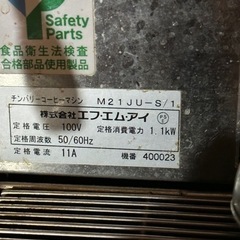 Safety
Parts
食品衛生法検査
合格部品使用製品
チンバリーコーヒーマシン M21JU-S/1
株式会社エフ・エム・アイ
定格電圧 100V 定格消費電力 1.1kW
定格周波数 50/60Hz
定格電流 11A 機番 400023